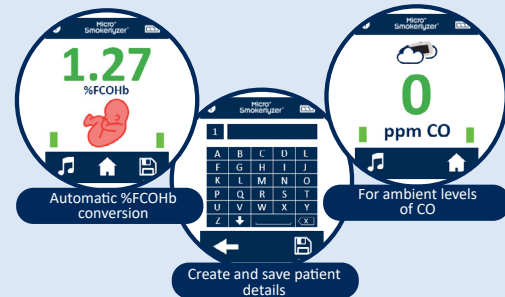 Micro+
Smokerlyzer®
1.27
%FCOHb
Automatic %FCOHb
conversion
Micro+
Smokerlyzer®
1
A B C D E
F G H I J
K L M N O
P Q R S T
U V W X Y
Z
X
Create and save patient
details
Micro+
Smokerlyzer®
0
ppm CO
For ambient levels
of CO